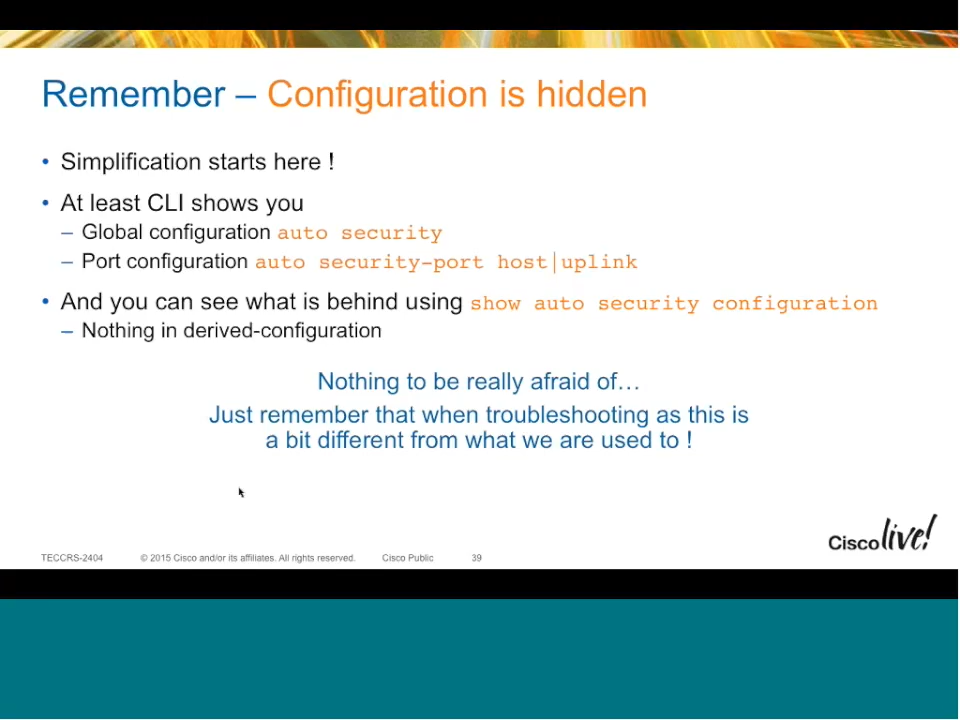 Remember – Configuration is hidden
• Simplification starts here !
• At least CLI shows you
– Global configuration auto security
– Port configuration auto security-port host|uplink
• And you can see what is behind using show auto security configuration
– Nothing in derived-configuration
Nothing to be really afraid of…
Just remember that when troubleshooting as this is
a bit different from what we are used to !
Cisco live!
TECCRS-2404 © 2015 Cisco and/or its affiliates. All rights reserved. Cisco Public 39